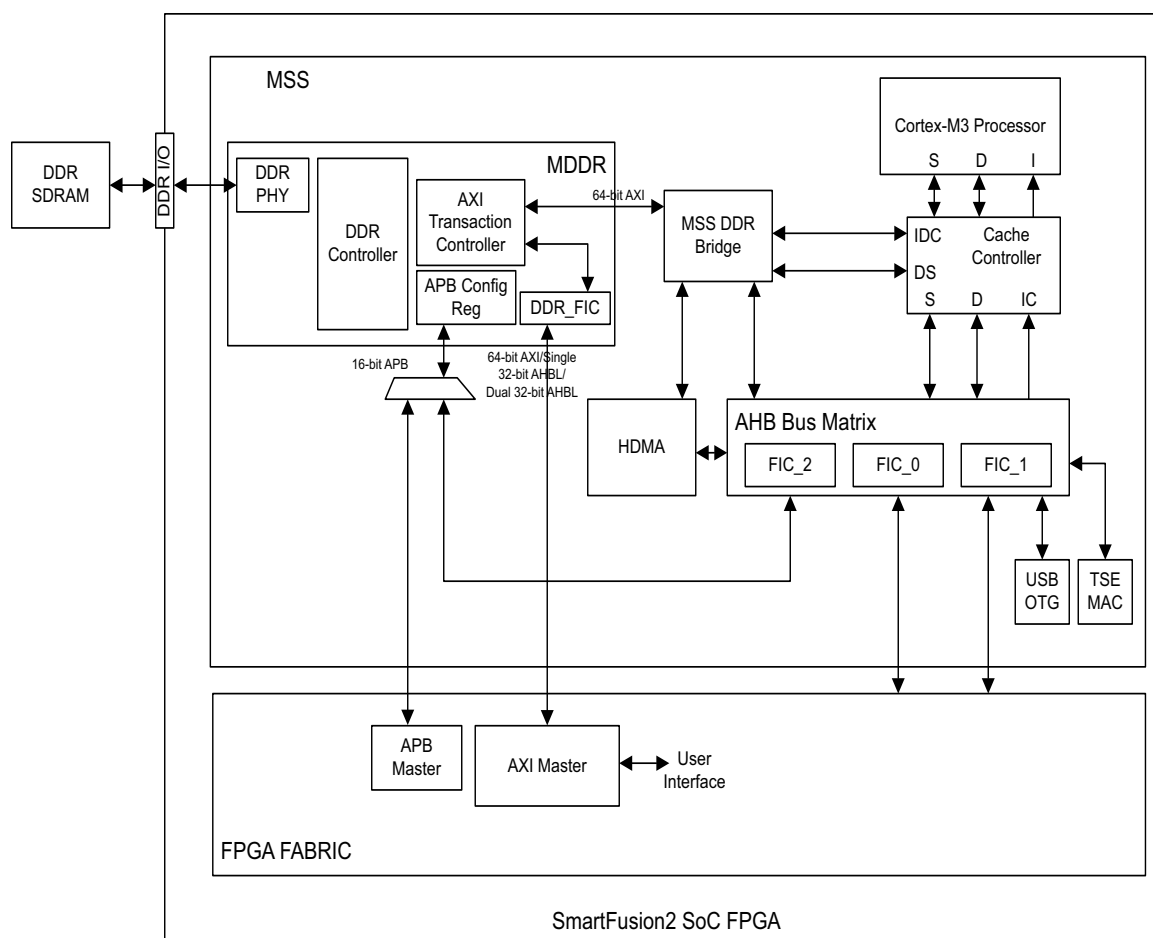 MSS
Cortex-M3 Processor
S D I
DDR
SDRAM
DDR I/O
MDDR
DDR
PHY
DDR
Controller
AXI
Transaction
Controller
64-bit AXI
MSS DDR
Bridge
IDC
Cache
Controller
DS
S D IC
APB Config
Reg
DDR_FIC
16-bit APB
64-bit AXI/Single
32-bit AHBL/
Dual 32-bit AHBL
HDMA
AHB Bus Matrix
FIC_2
FIC_0
FIC_1
USB
OTG
TSE
MAC
APB
Master
AXI Master
User
Interface
FPGA FABRIC
SmartFusion2 SoC FPGA